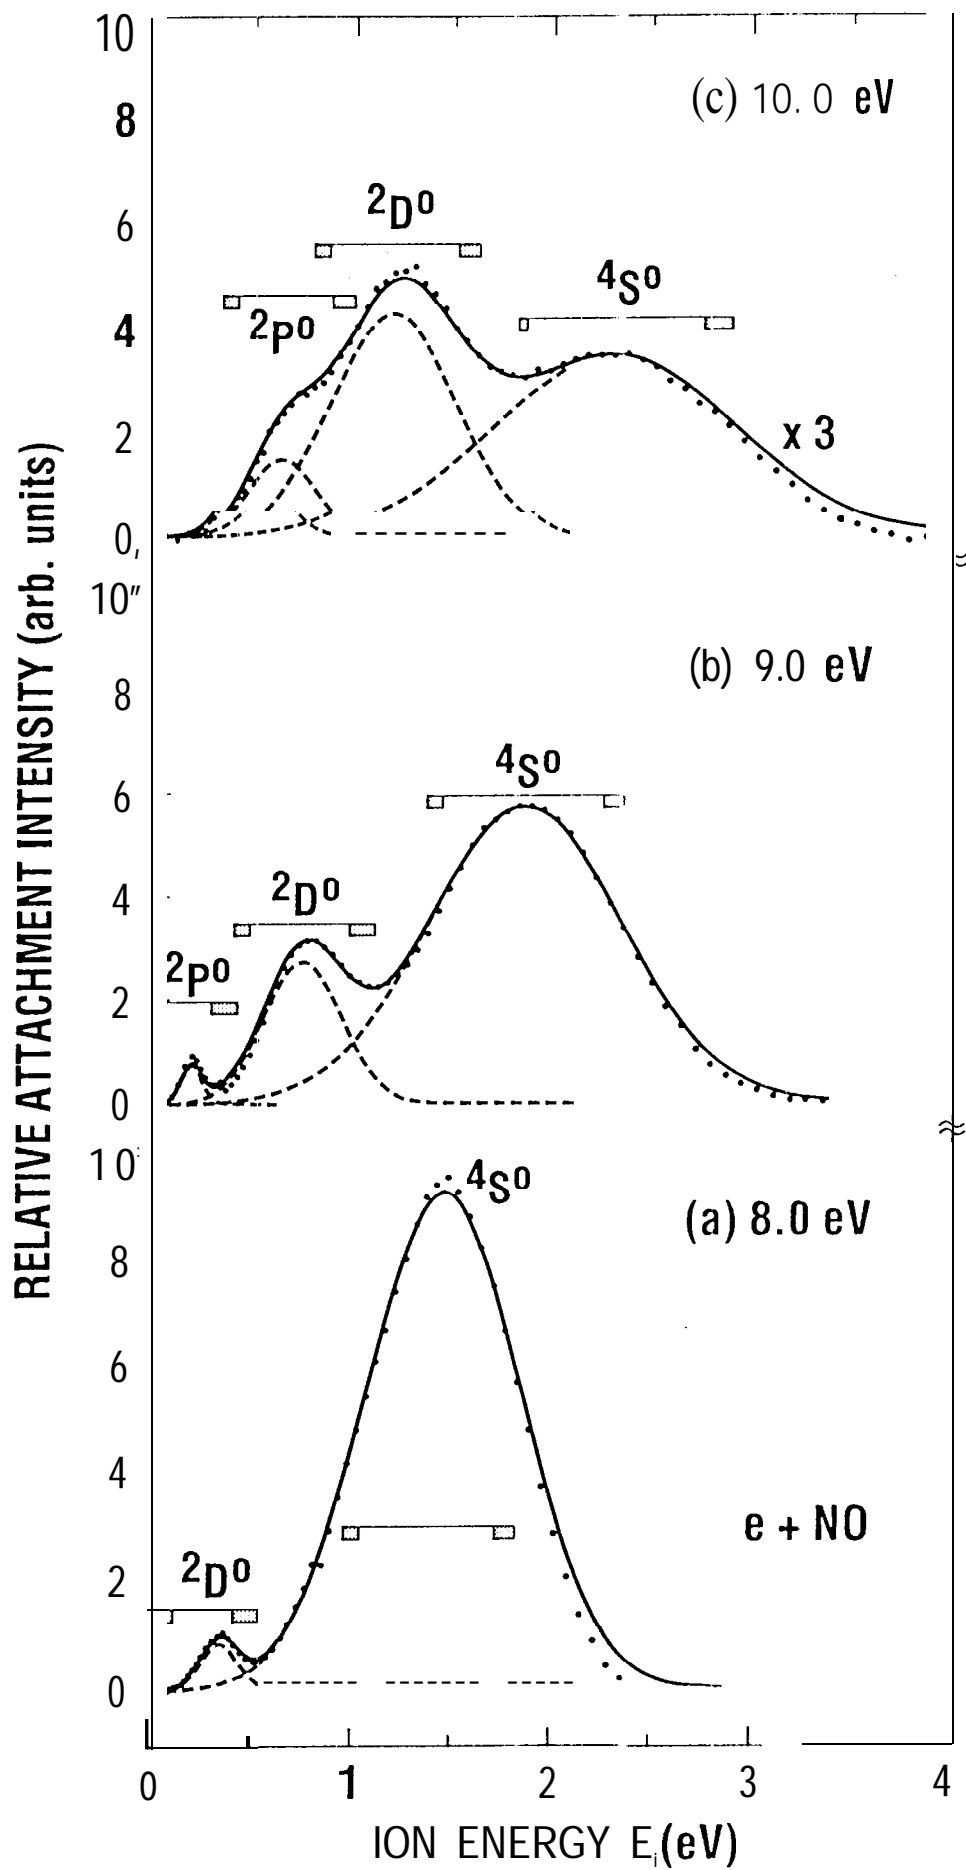 10
(c) 10.0 eV
8
²Dº
6
⁴Sº
²Pº
4
x 3
2
0
RELATIVE ATTACHMENT INTENSITY (arb. units)
10"
(b) 9.0 eV
8
⁴Sº
6
²Dº
4
²Pº
2
0
10
⁴Sº
(a) 8.0 eV
8
6
4
e + NO
²Dº
2
0
0 1 2 3 4
ION ENERGY Eᵢ(eV)